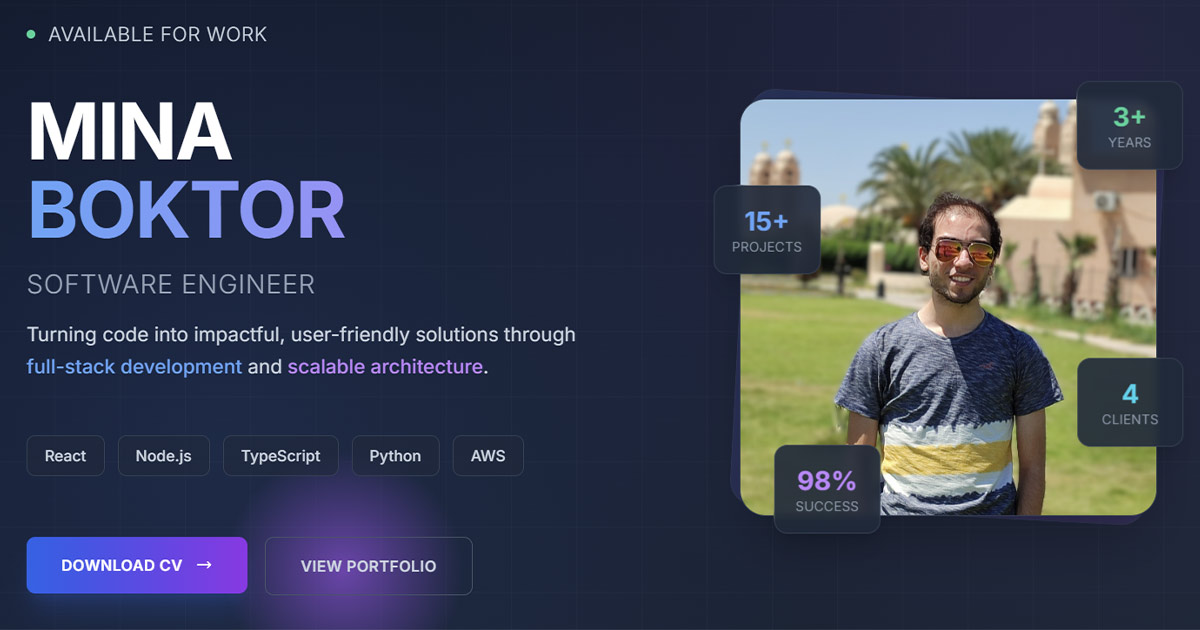 AVAILABLE FOR WORK
MINA
BOKTOR
SOFTWARE ENGINEER
Turning code into impactful, user-friendly solutions through
full-stack development and scalable architecture.
React
Node.js
TypeScript
Python
AWS
DOWNLOAD CV →
VIEW PORTFOLIO
3+
YEARS
15+
PROJECTS
4
CLIENTS
98%
SUCCESS